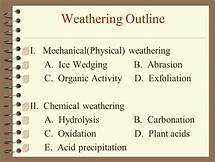 Weathering Outline
I. Mechanical(Physical) weathering
A. Ice Wedging B. Abrasion
C. Organic Activity D. Exfoliation
II. Chemical weathering
A. Hydrolysis B. Carbonation
C. Oxidation D. Plant acids
E. Acid precipitation